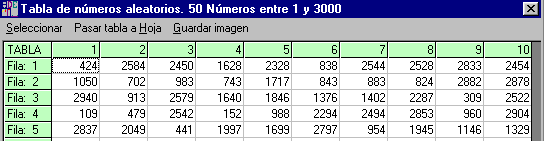 Tabla de números aleatorios. 50 Números entre 1 y 3000
Seleccionar Pasar tabla a Hoja Guardar imagen
TABLA 1 2 3 4 5 6 7 8 9 10
Fila: 1 424 2584 2450 1628 2328 838 2544 2528 2833 2454
Fila: 2 1050 702 983 743 1717 843 883 824 2882 2878
Fila: 3 2940 913 2579 1640 1846 1376 1402 2287 309 2522
Fila: 4 109 479 2542 152 988 2294 2494 2853 960 2904
Fila: 5 2837 2049 441 1997 1699 2797 954 1945 1146 1329